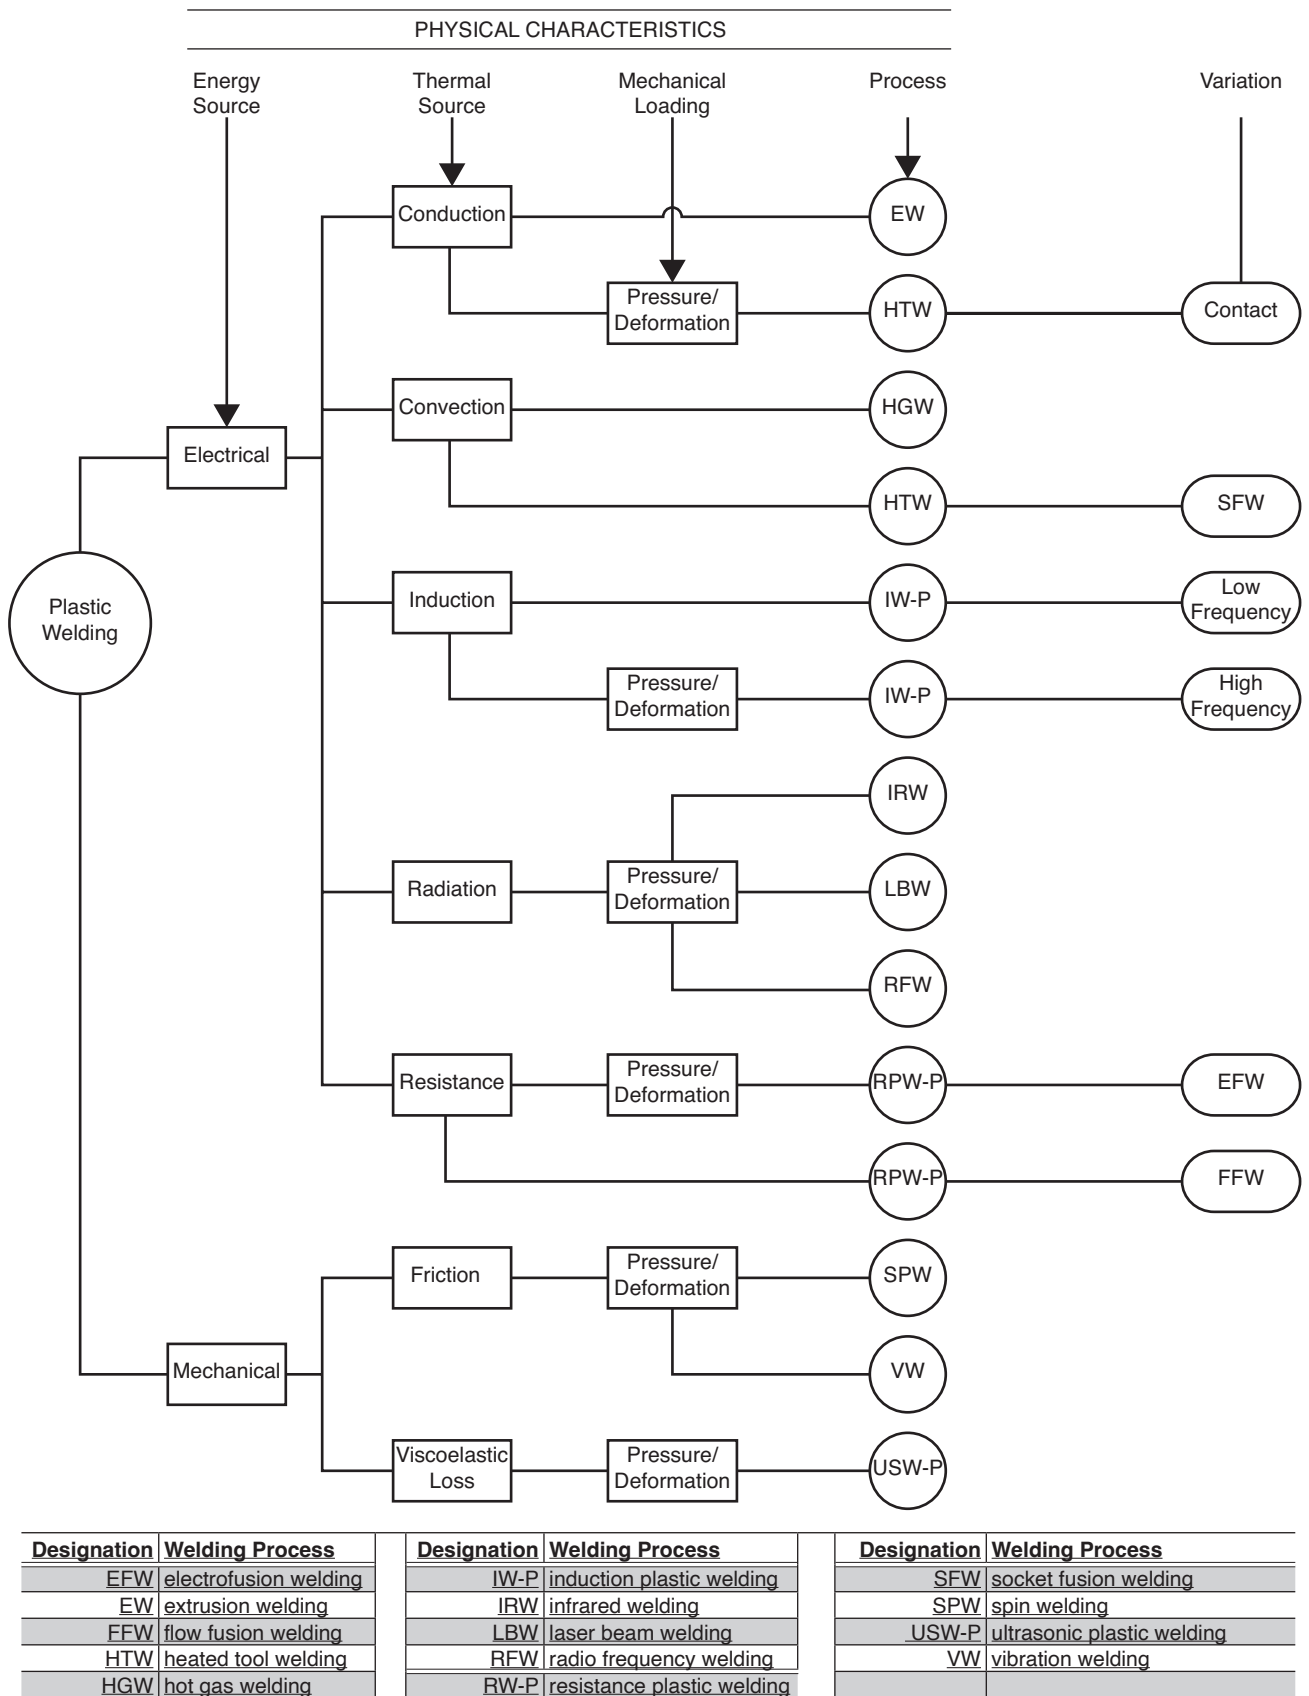 PHYSICAL CHARACTERISTICS
Energy
Source
Thermal
Source
Mechanical
Loading
Process
Variation
Conduction
EW
Pressure/
Deformation
HTW
Contact
Convection
HGW
Electrical
HTW
SFW
Plastic
Welding
Induction
IW-P
Low
Frequency
Pressure/
Deformation
IW-P
High
Frequency
IRW
Radiation
Pressure/
Deformation
LBW
RFW
Resistance
Pressure/
Deformation
RPW-P
EFW
RPW-P
FFW
Friction
Pressure/
Deformation
SPW
Mechanical
VW
Viscoelastic
Loss
Pressure/
Deformation
USW-P
Designation Welding Process Designation Welding Process Designation Welding Process
EFW electrofusion welding IW-P induction plastic welding SFW socket fusion welding
EW extrusion welding IRW infrared welding SPW spin welding
FFW flow fusion welding LBW laser beam welding USW-P ultrasonic plastic welding
HTW heated tool welding RFW radio frequency welding VW vibration welding
HGW hot gas welding RW-P resistance plastic welding